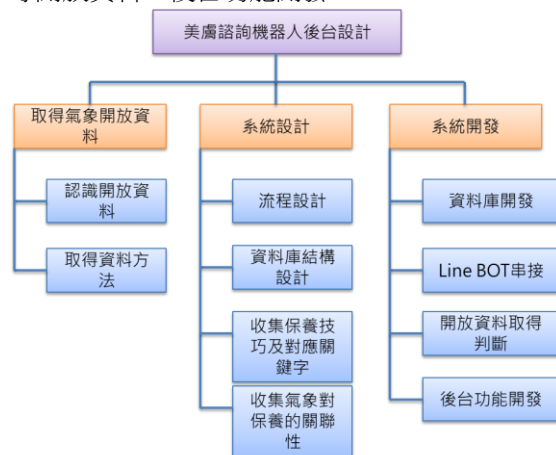 美膚諮詢機器人後台設計
取得氣象開放資
料
認識開放資
料
取得資料方
法
系統設計
流程設計
資料庫結構
設計
收集保養技
巧及對應關
鍵字
收集氣象對
保養的關聯
性
系統開發
資料庫開發
Line BOT串接
開放資料取得
判斷
後台功能開發